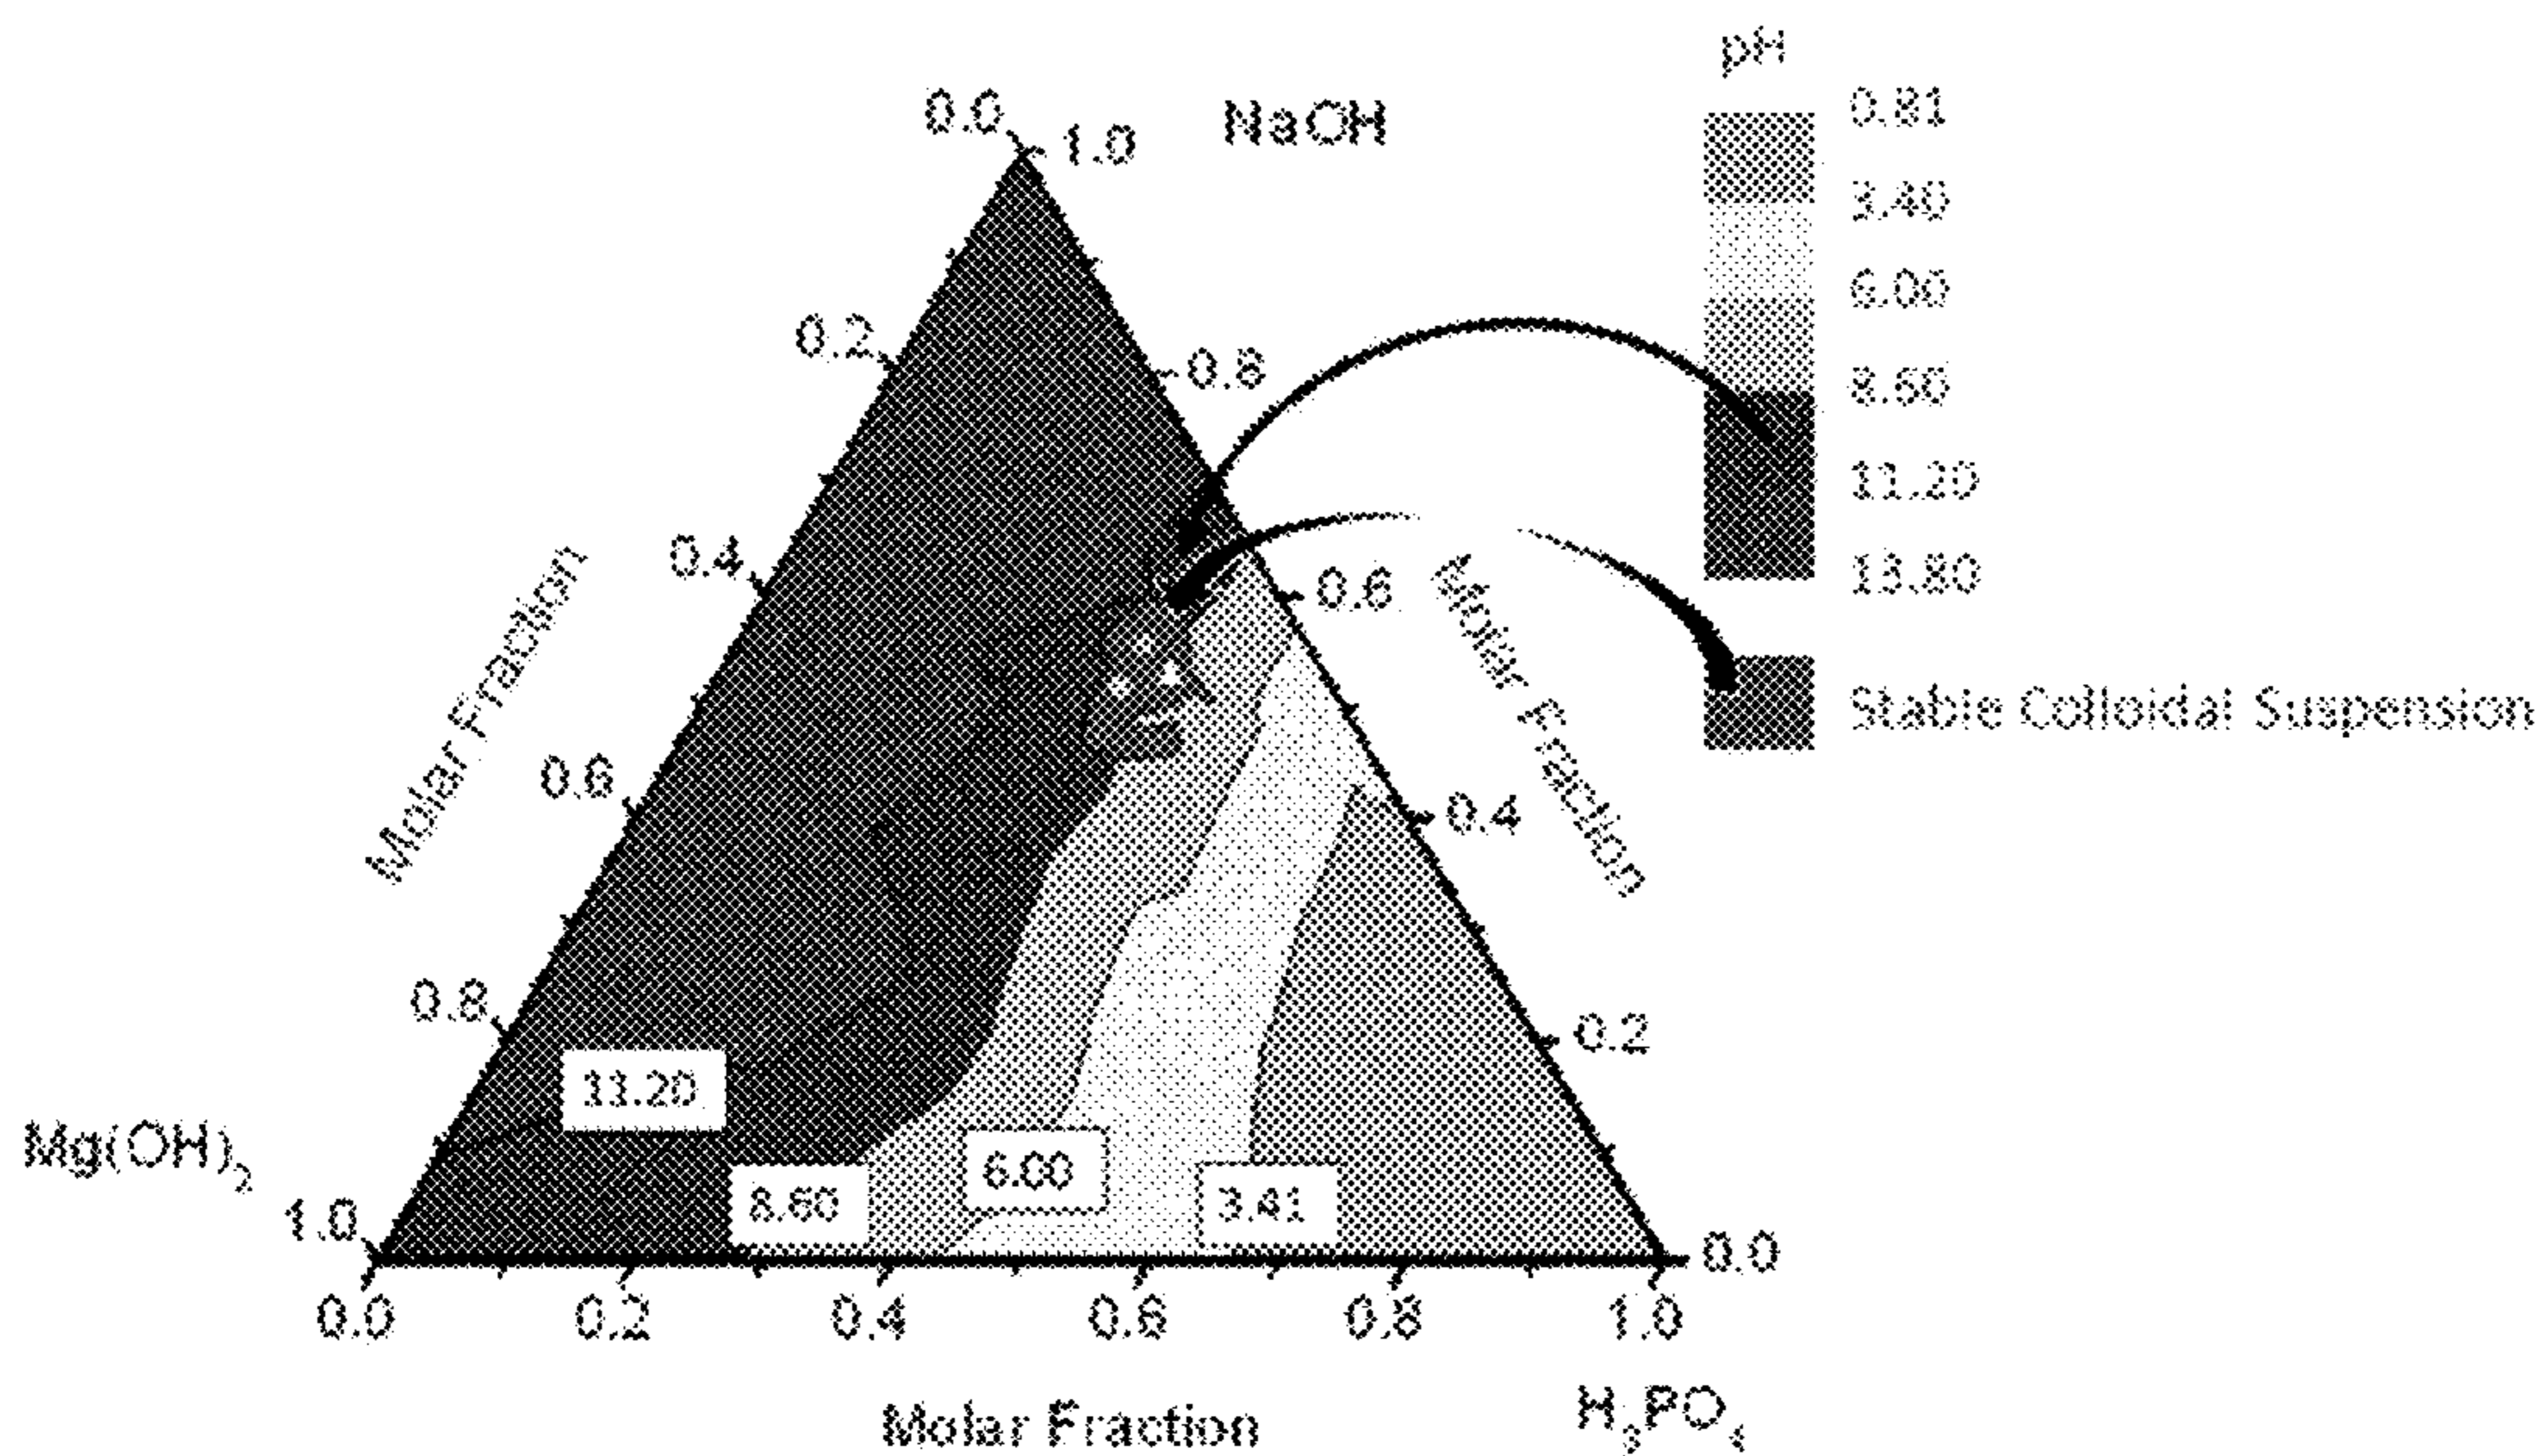 pH
0.81
3.40
6.00
8.60
11.20
13.80
Stable Colloidal Suspension
NaOH
0.0
1.0
0.2
0.8
0.4
0.6
0.6
0.4
0.8
0.2
1.0
0.0
Molar Fraction
Molar Fraction
11.20
8.60
6.00
3.41
Mg(OH)₂
0.0 0.2 0.4 0.6 0.8 1.0
Molar Fraction
H₃PO₄